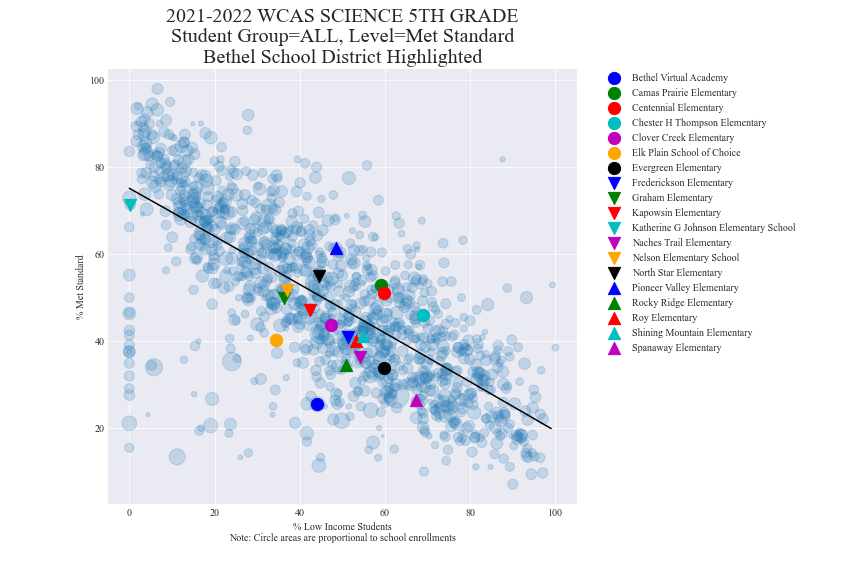 2021-2022 WCAS SCIENCE 5TH GRADE
Student Group=ALL, Level=Met Standard
Bethel School District Highlighted
100
80
60
40
20
% Met Standard
0 20 40 60 80 100
% Low Income Students
Note: Circle areas are proportional to school enrollments
Bethel Virtual Academy
Camas Prairie Elementary
Centennial Elementary
Chester H Thompson Elementary
Clover Creek Elementary
Elk Plain School of Choice
Evergreen Elementary
Frederickson Elementary
Graham Elementary
Kapowsin Elementary
Katherine G Johnson Elementary School
Naches Trail Elementary
Nelson Elementary School
North Star Elementary
Pioneer Valley Elementary
Rocky Ridge Elementary
Roy Elementary
Shining Mountain Elementary
Spanaway Elementary